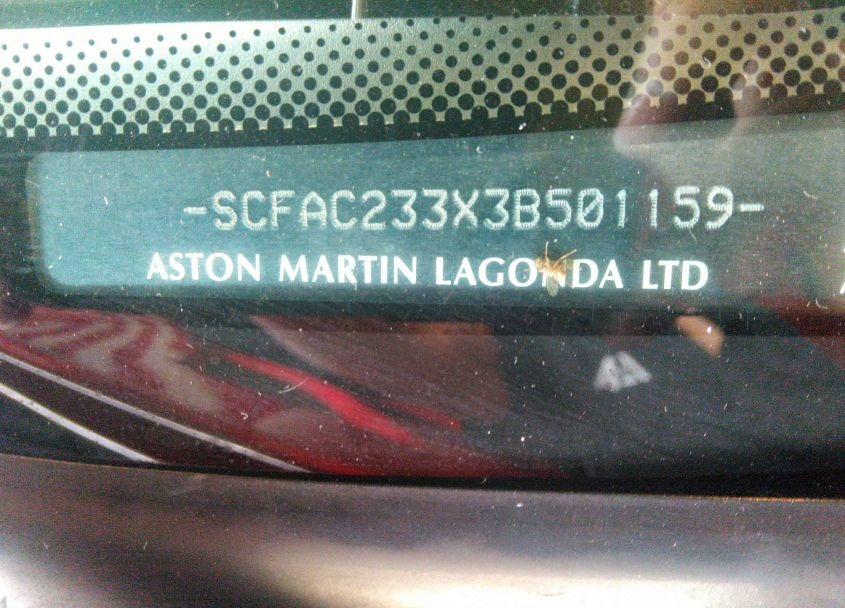 -SCFAC233X3B501159-
ASTON MARTIN LAGONDA LTD